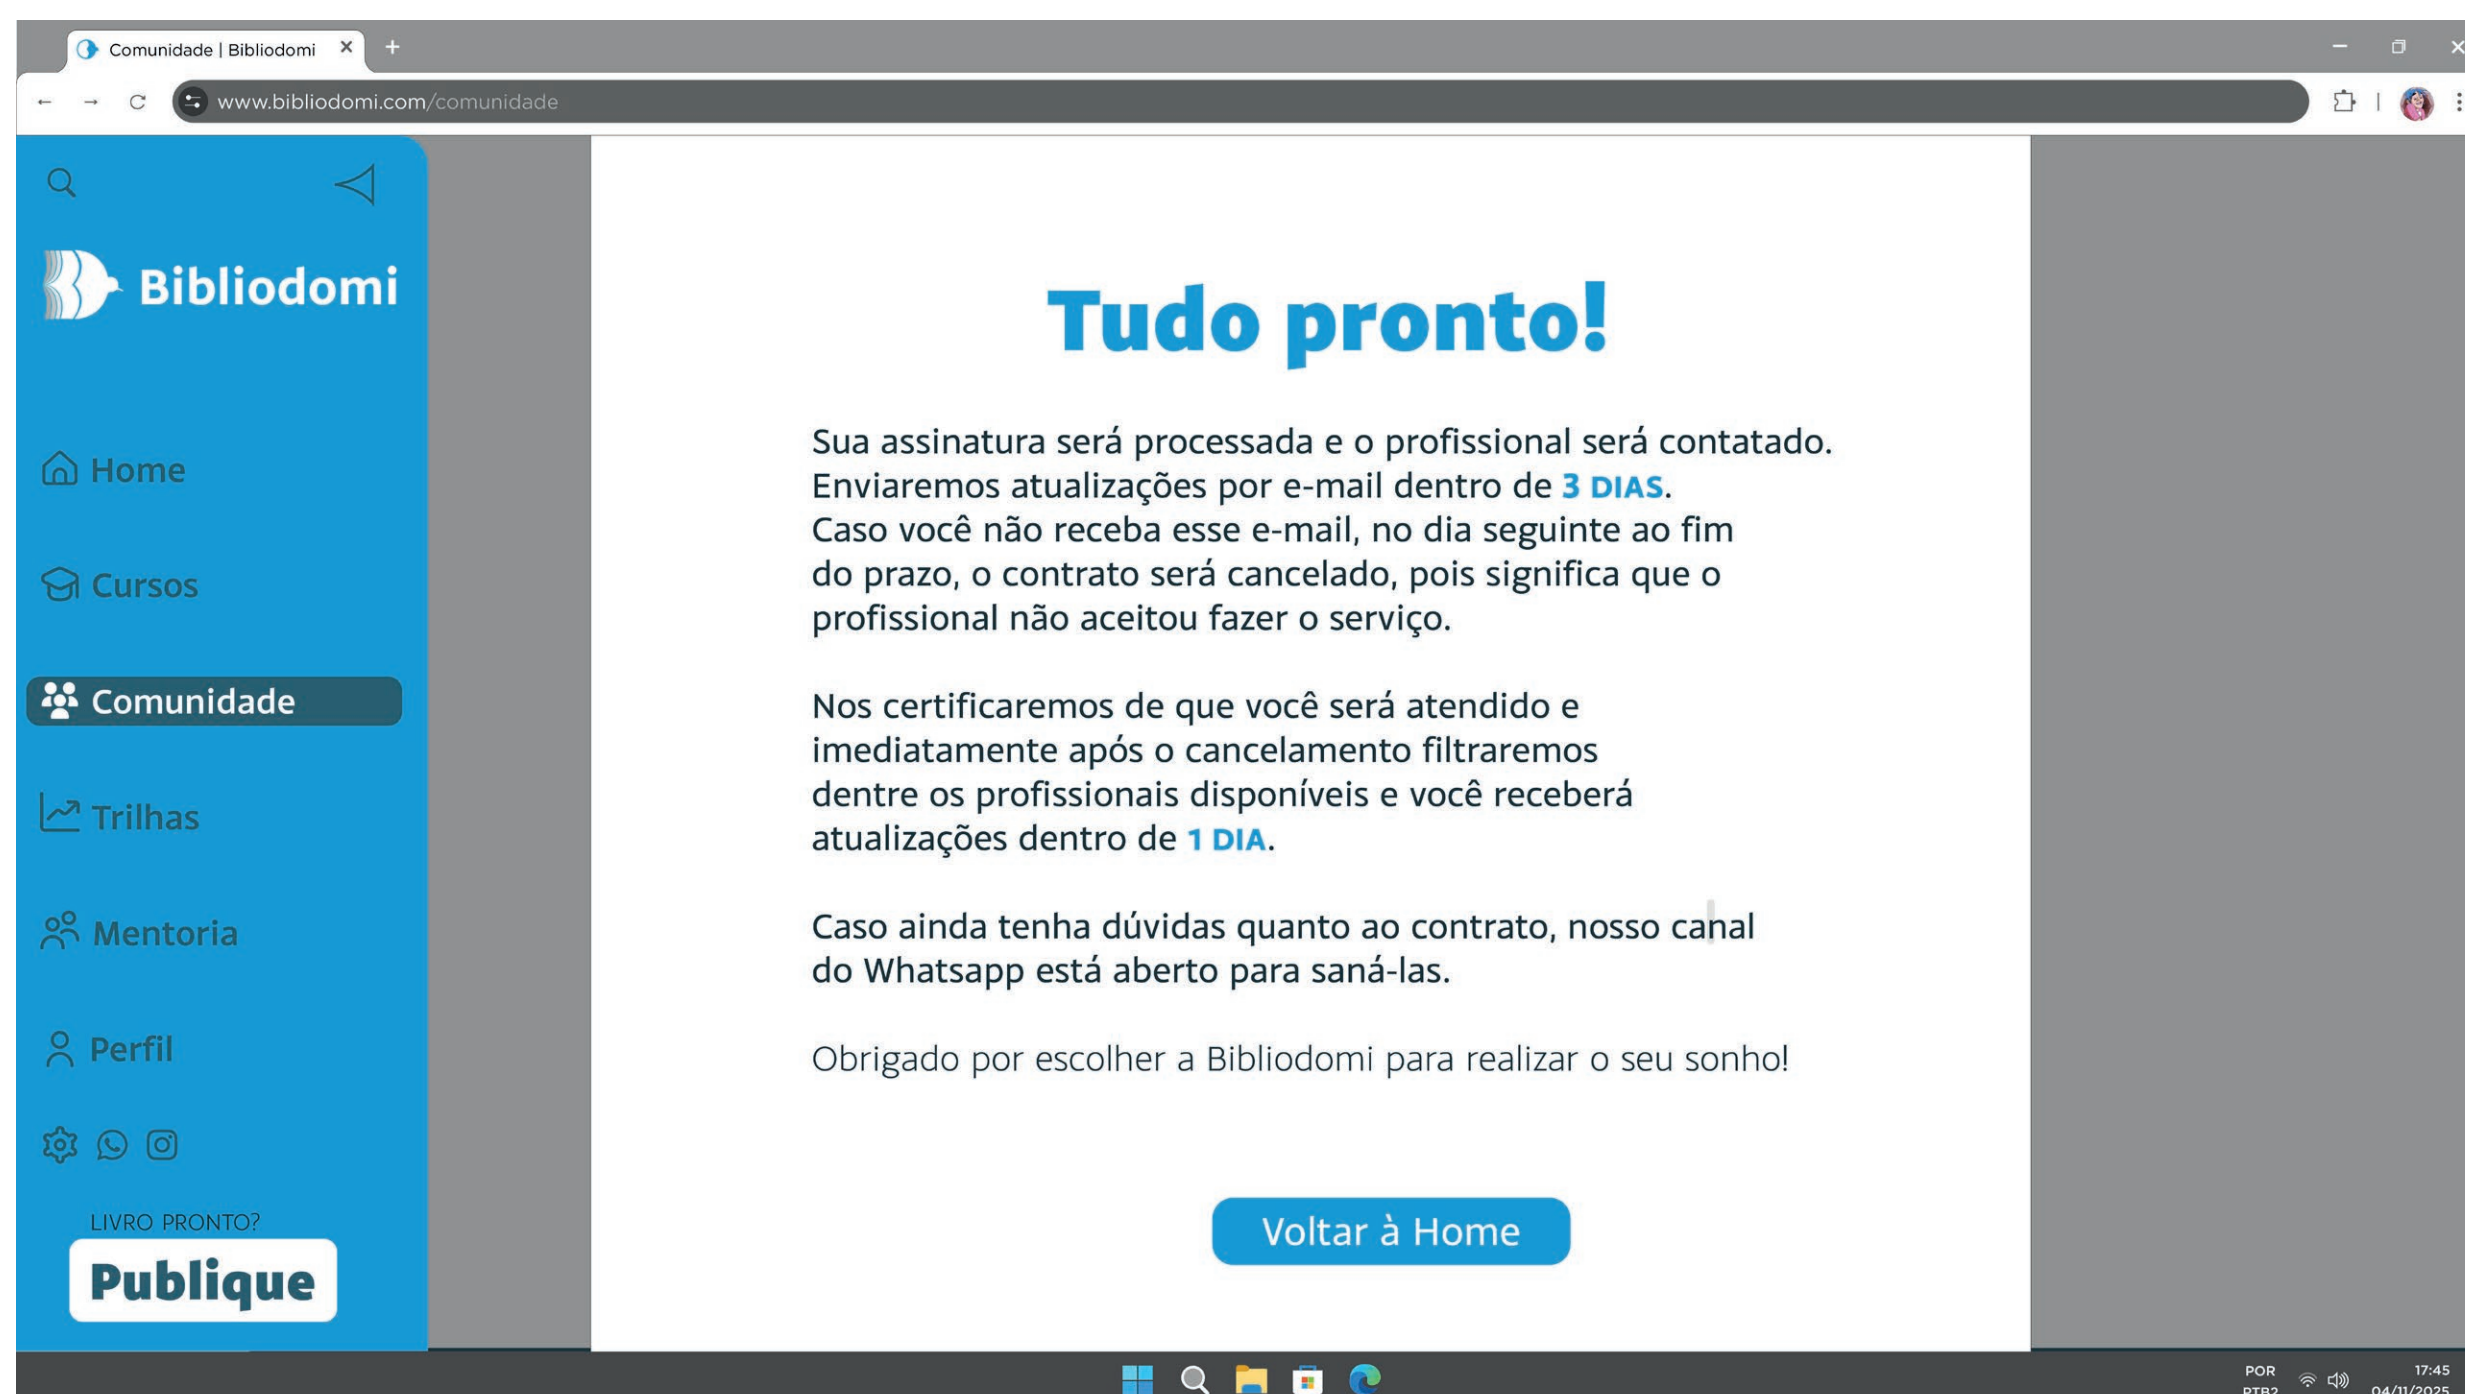 Comunidade | Bibliodomi
www.bibliodomi.com/comunidade
Bibliodomi
Home
Cursos
Comunidade
Trilhas
Mentoria
Perfil
LIVRO PRONTO?
Publique
Tudo pronto!
Sua assinatura será processada e o profissional será contatado.
Enviaremos atualizações por e-mail dentro de 3 DIAS.
Caso você não receba esse e-mail, no dia seguinte ao fim
do prazo, o contrato será cancelado, pois significa que o
profissional não aceitou fazer o serviço.
Nos certificaremos de que você será atendido e
imediatamente após o cancelamento filtraremos
dentre os profissionais disponíveis e você receberá
atualizações dentro de 1 DIA.
Caso ainda tenha dúvidas quanto ao contrato, nosso canal
do Whatsapp está aberto para saná-las.
Obrigado por escolher a Bibliodomi para realizar o seu sonho!
Voltar à Home
POR
PTB2
17:45
04/11/2025